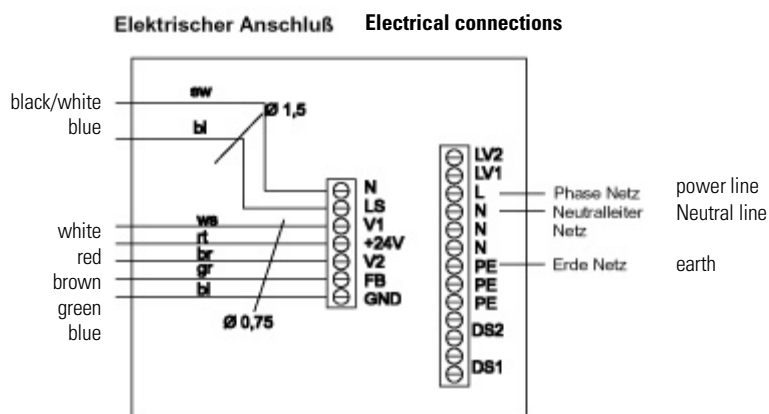 Elektrischer Anschluß Electrical connections
black/white
blue
sw
bl
Ø 1,5
N
LS
V1
+24V
V2
FB
GND
white
red
brown
green
blue
ws
rt
br
gr
bl
Ø 0,75
LV2
LV1
L
N
N
N
PE
PE
PE
DS2
DS1
Phase Netz
Neutralleiter
Netz
Erde Netz
power line
Neutral line
earth